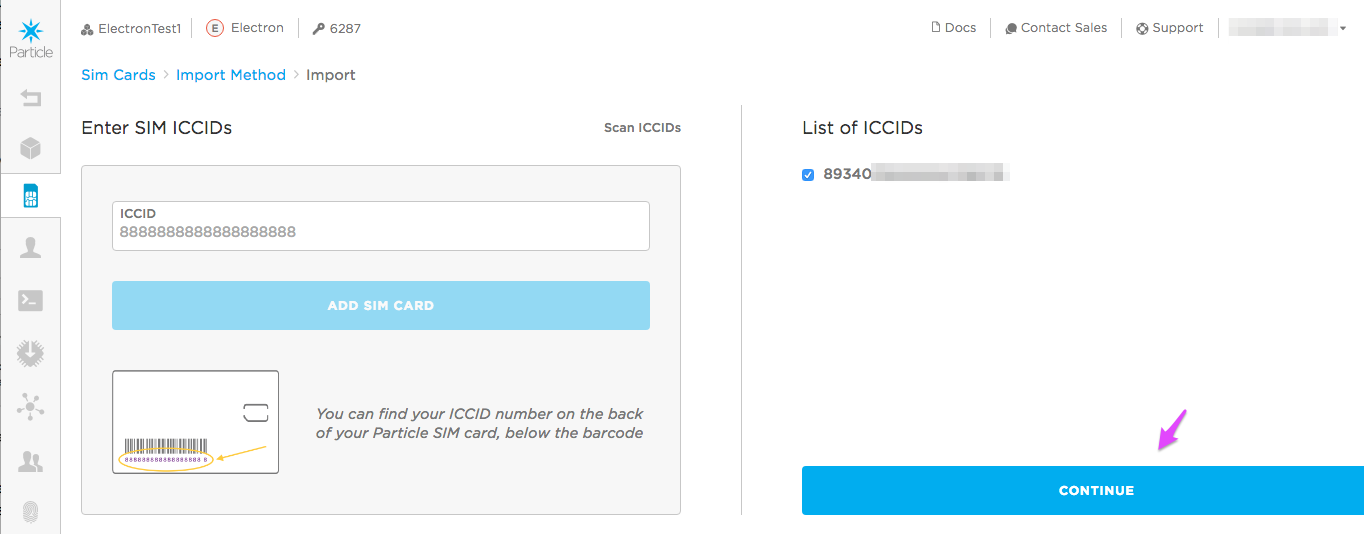 Particle
ElectronTest1
E Electron
6287
Docs
Contact Sales
Support
Sim Cards > Import Method > Import
Enter SIM ICCIDs
Scan ICCIDs
ICCID
8888888888888888888
ADD SIM CARD
8888888888888888888 8
You can find your ICCID number on the back
of your Particle SIM card, below the barcode
List of ICCIDs
89340
CONTINUE